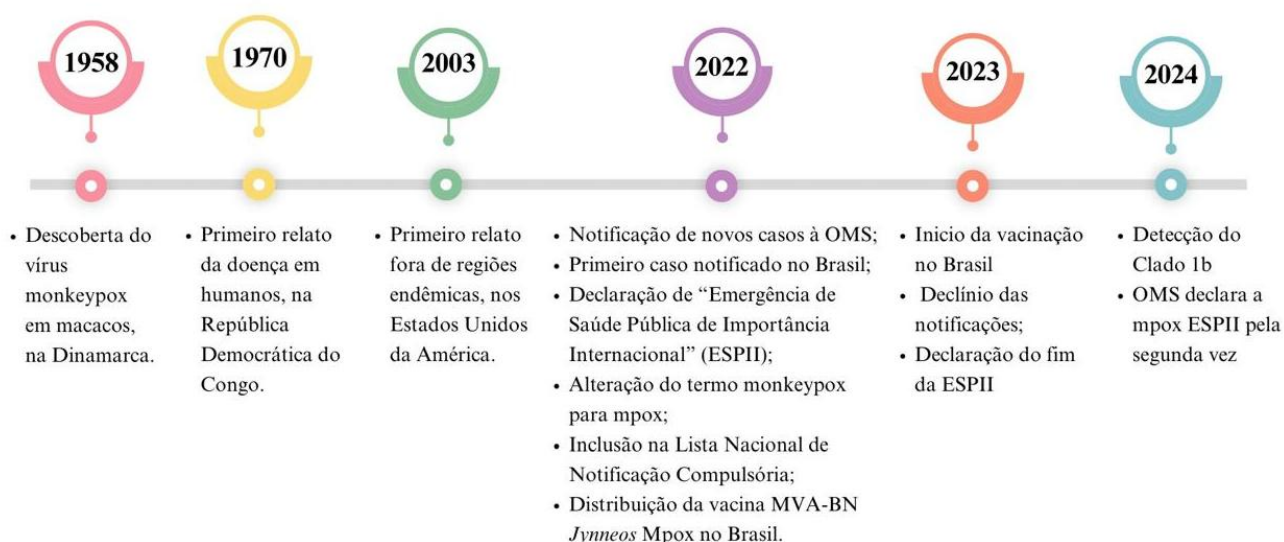 1958
1970
2003
2022
2023
2024
• Descoberta do
vírus
monkeypox
em macacos,
na Dinamarca.
• Primeiro relato
da doença em
humanos, na
República
Democrática do
Congo.
• Primeiro relato
fora de regiões
endêmicas, nos
Estados Unidos
da América.
• Notificação de novos casos à OMS;
• Primeiro caso notificado no Brasil;
• Declaração de “Emergência de
Saúde Pública de Importância
Internacional” (ESPII);
• Alteração do termo monkeypox
para mpox;
• Inclusão na Lista Nacional de
Notificação Compulsória;
• Distribuição da vacina MVA-BN
Jynneos Mpox no Brasil.
• Inicio da vacinação
no Brasil
• Declínio das
notificações;
• Declaração do fim
da ESPII
• Detecção do
Clado 1b
• OMS declara a
mpox ESPII pela
segunda vez